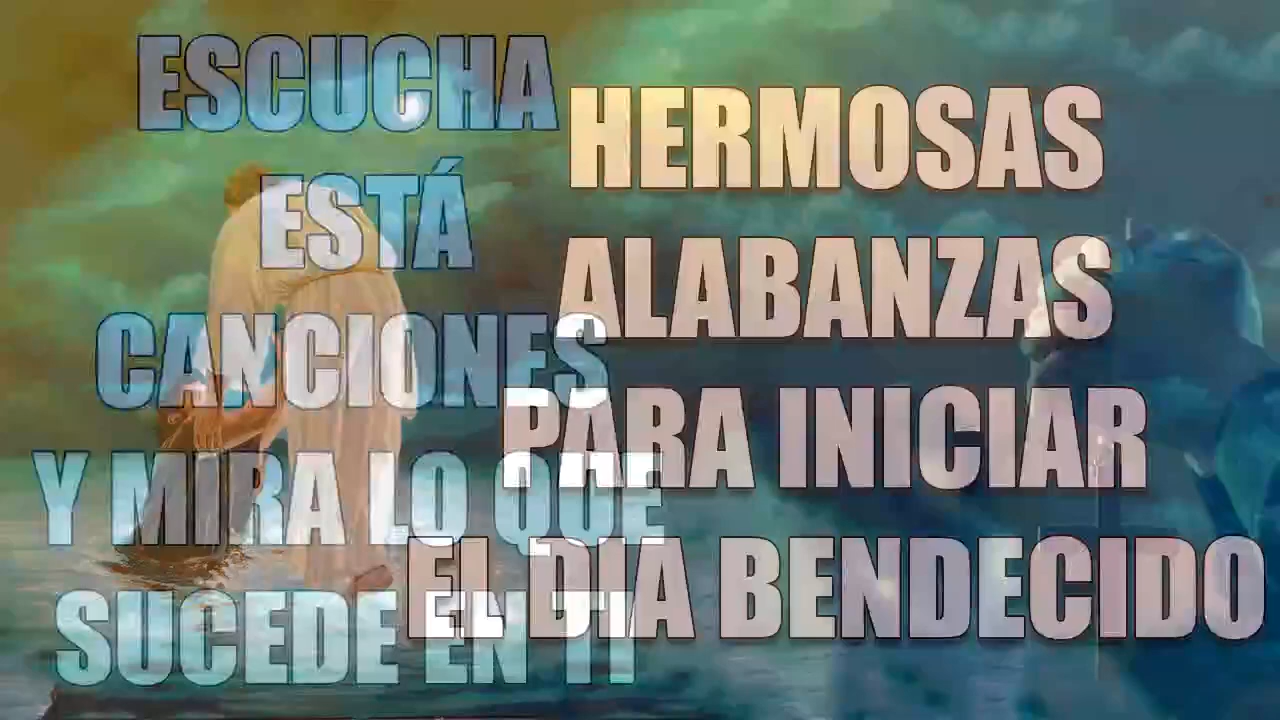 ESCUCHA
ESTÁ
CANCIONES
Y MIRA LO QUE
SUCEDE EN TI
HERMOSAS
ALABANZAS
PARA INICIAR
EL DIA BENDECIDO